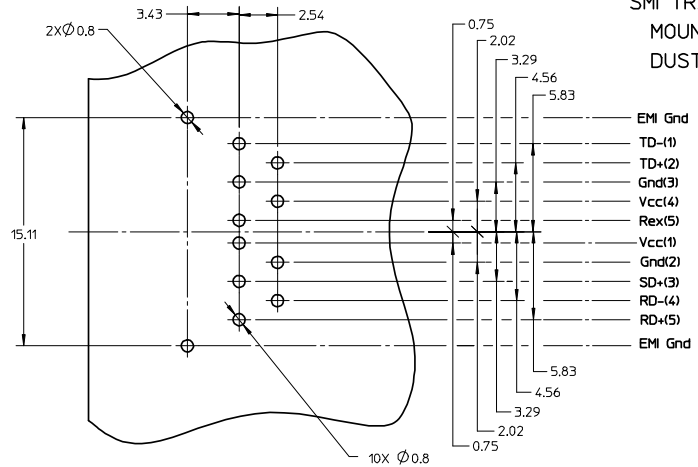 SMI TR
MOUN
DUST
3.43
2.54
2X∅0.8
0.75
2.02
3.29
4.56
5.83
EMI Gnd
TD-(1)
TD+(2)
Gnd(3)
Vcc(4)
Rex(5)
15.11
Vcc(1)
Gnd(2)
SD+(3)
RD-(4)
RD+(5)
EMI Gnd
5.83
4.56
3.29
2.02
0.75
10X ∅0.8